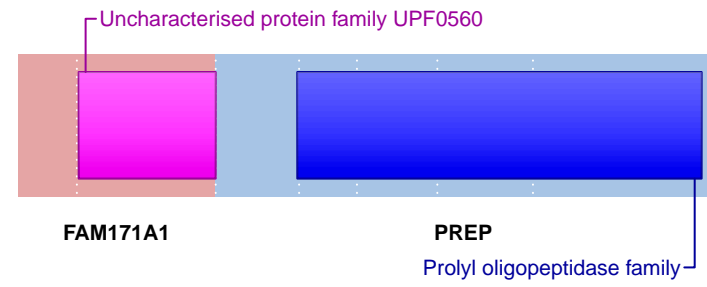 Uncharacterised protein family UPF0560
FAM171A1 PREP
Prolyl oligopeptidase family